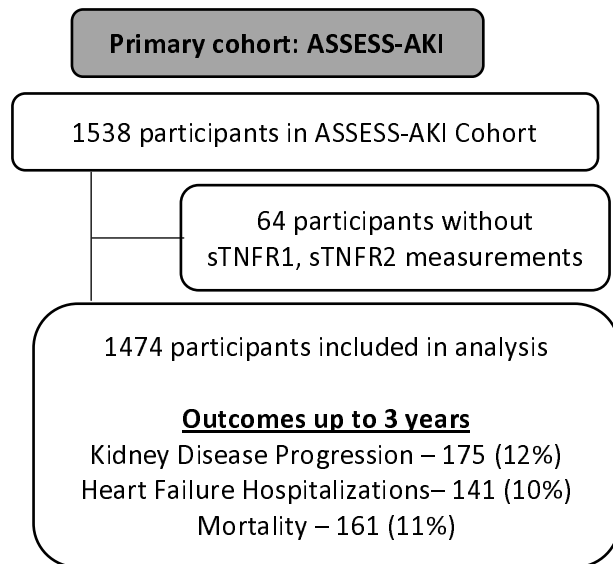 Primary cohort: ASSESS-AKI
1538 participants in ASSESS-AKI Cohort
64 participants without
sTNFR1, sTNFR2 measurements
1474 participants included in analysis
Outcomes up to 3 years
Kidney Disease Progression – 175 (12%)
Heart Failure Hospitalizations– 141 (10%)
Mortality – 161 (11%)